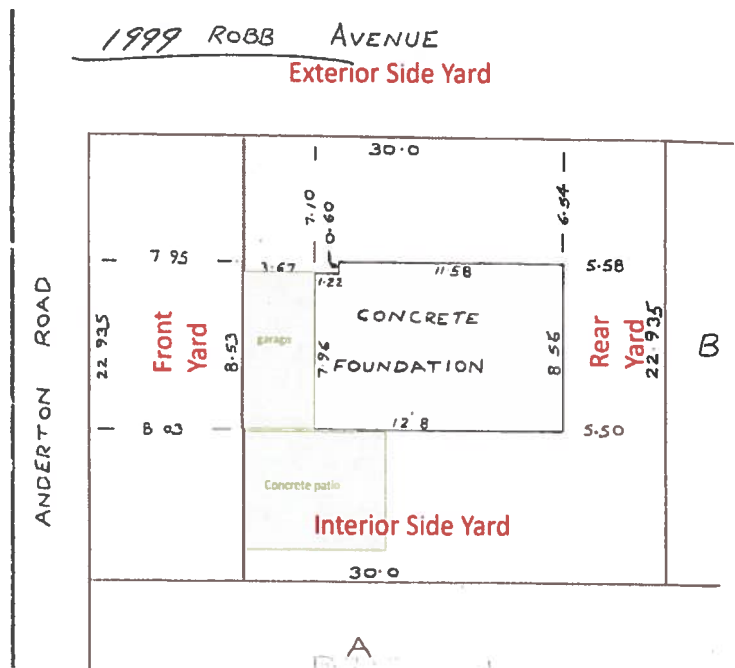 1999 ROBB AVENUE
Exterior Side Yard
30.0
7.10
0.60
6.54
7 95
3.67
1.22
11.58
5.58
ANDERTON ROAD
22 935
Front
Yard
8.53
garage
7.96
CONCRETE
FOUNDATION
8 56
Rear
Yard
22.935
B
8 03
12.8
5.50
Concrete patio
Interior Side Yard
30.0
A